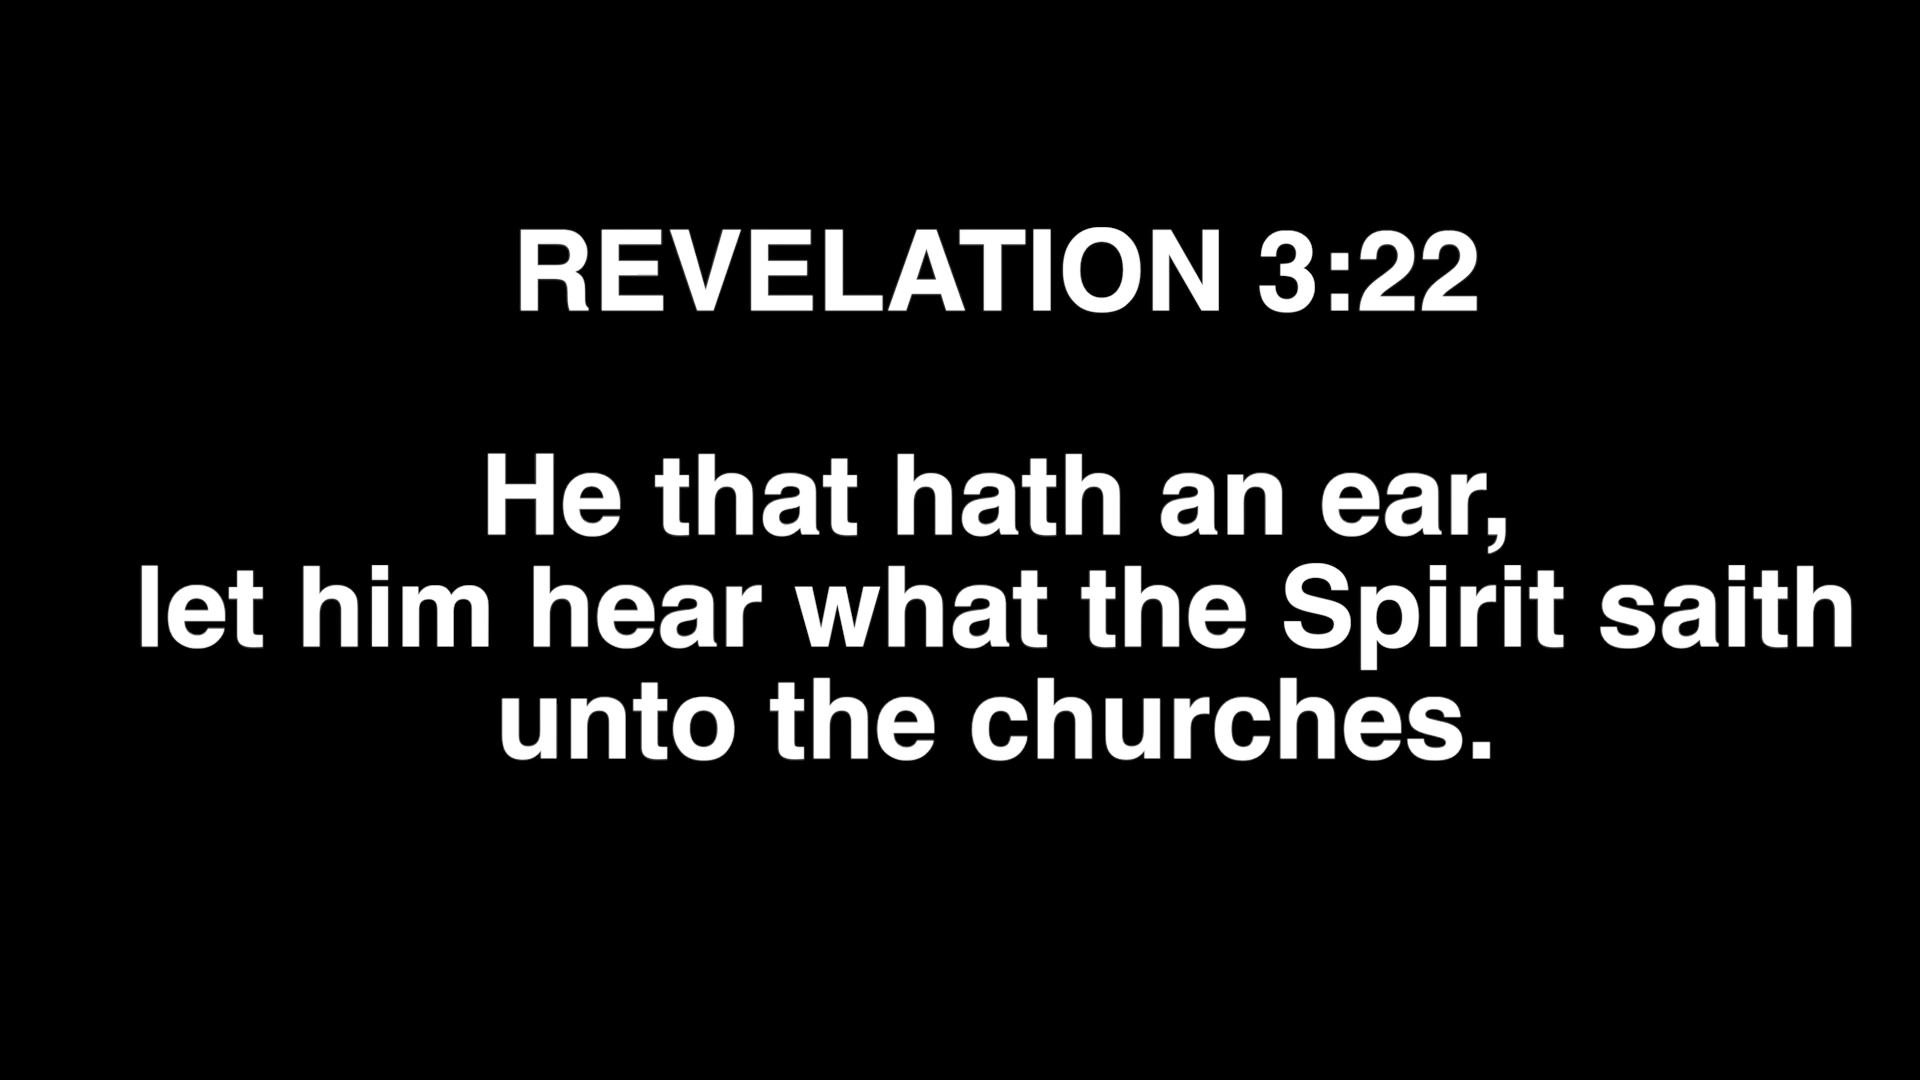 REVELATION 3:22
He that hath an ear,
let him hear what the Spirit saith
unto the churches.